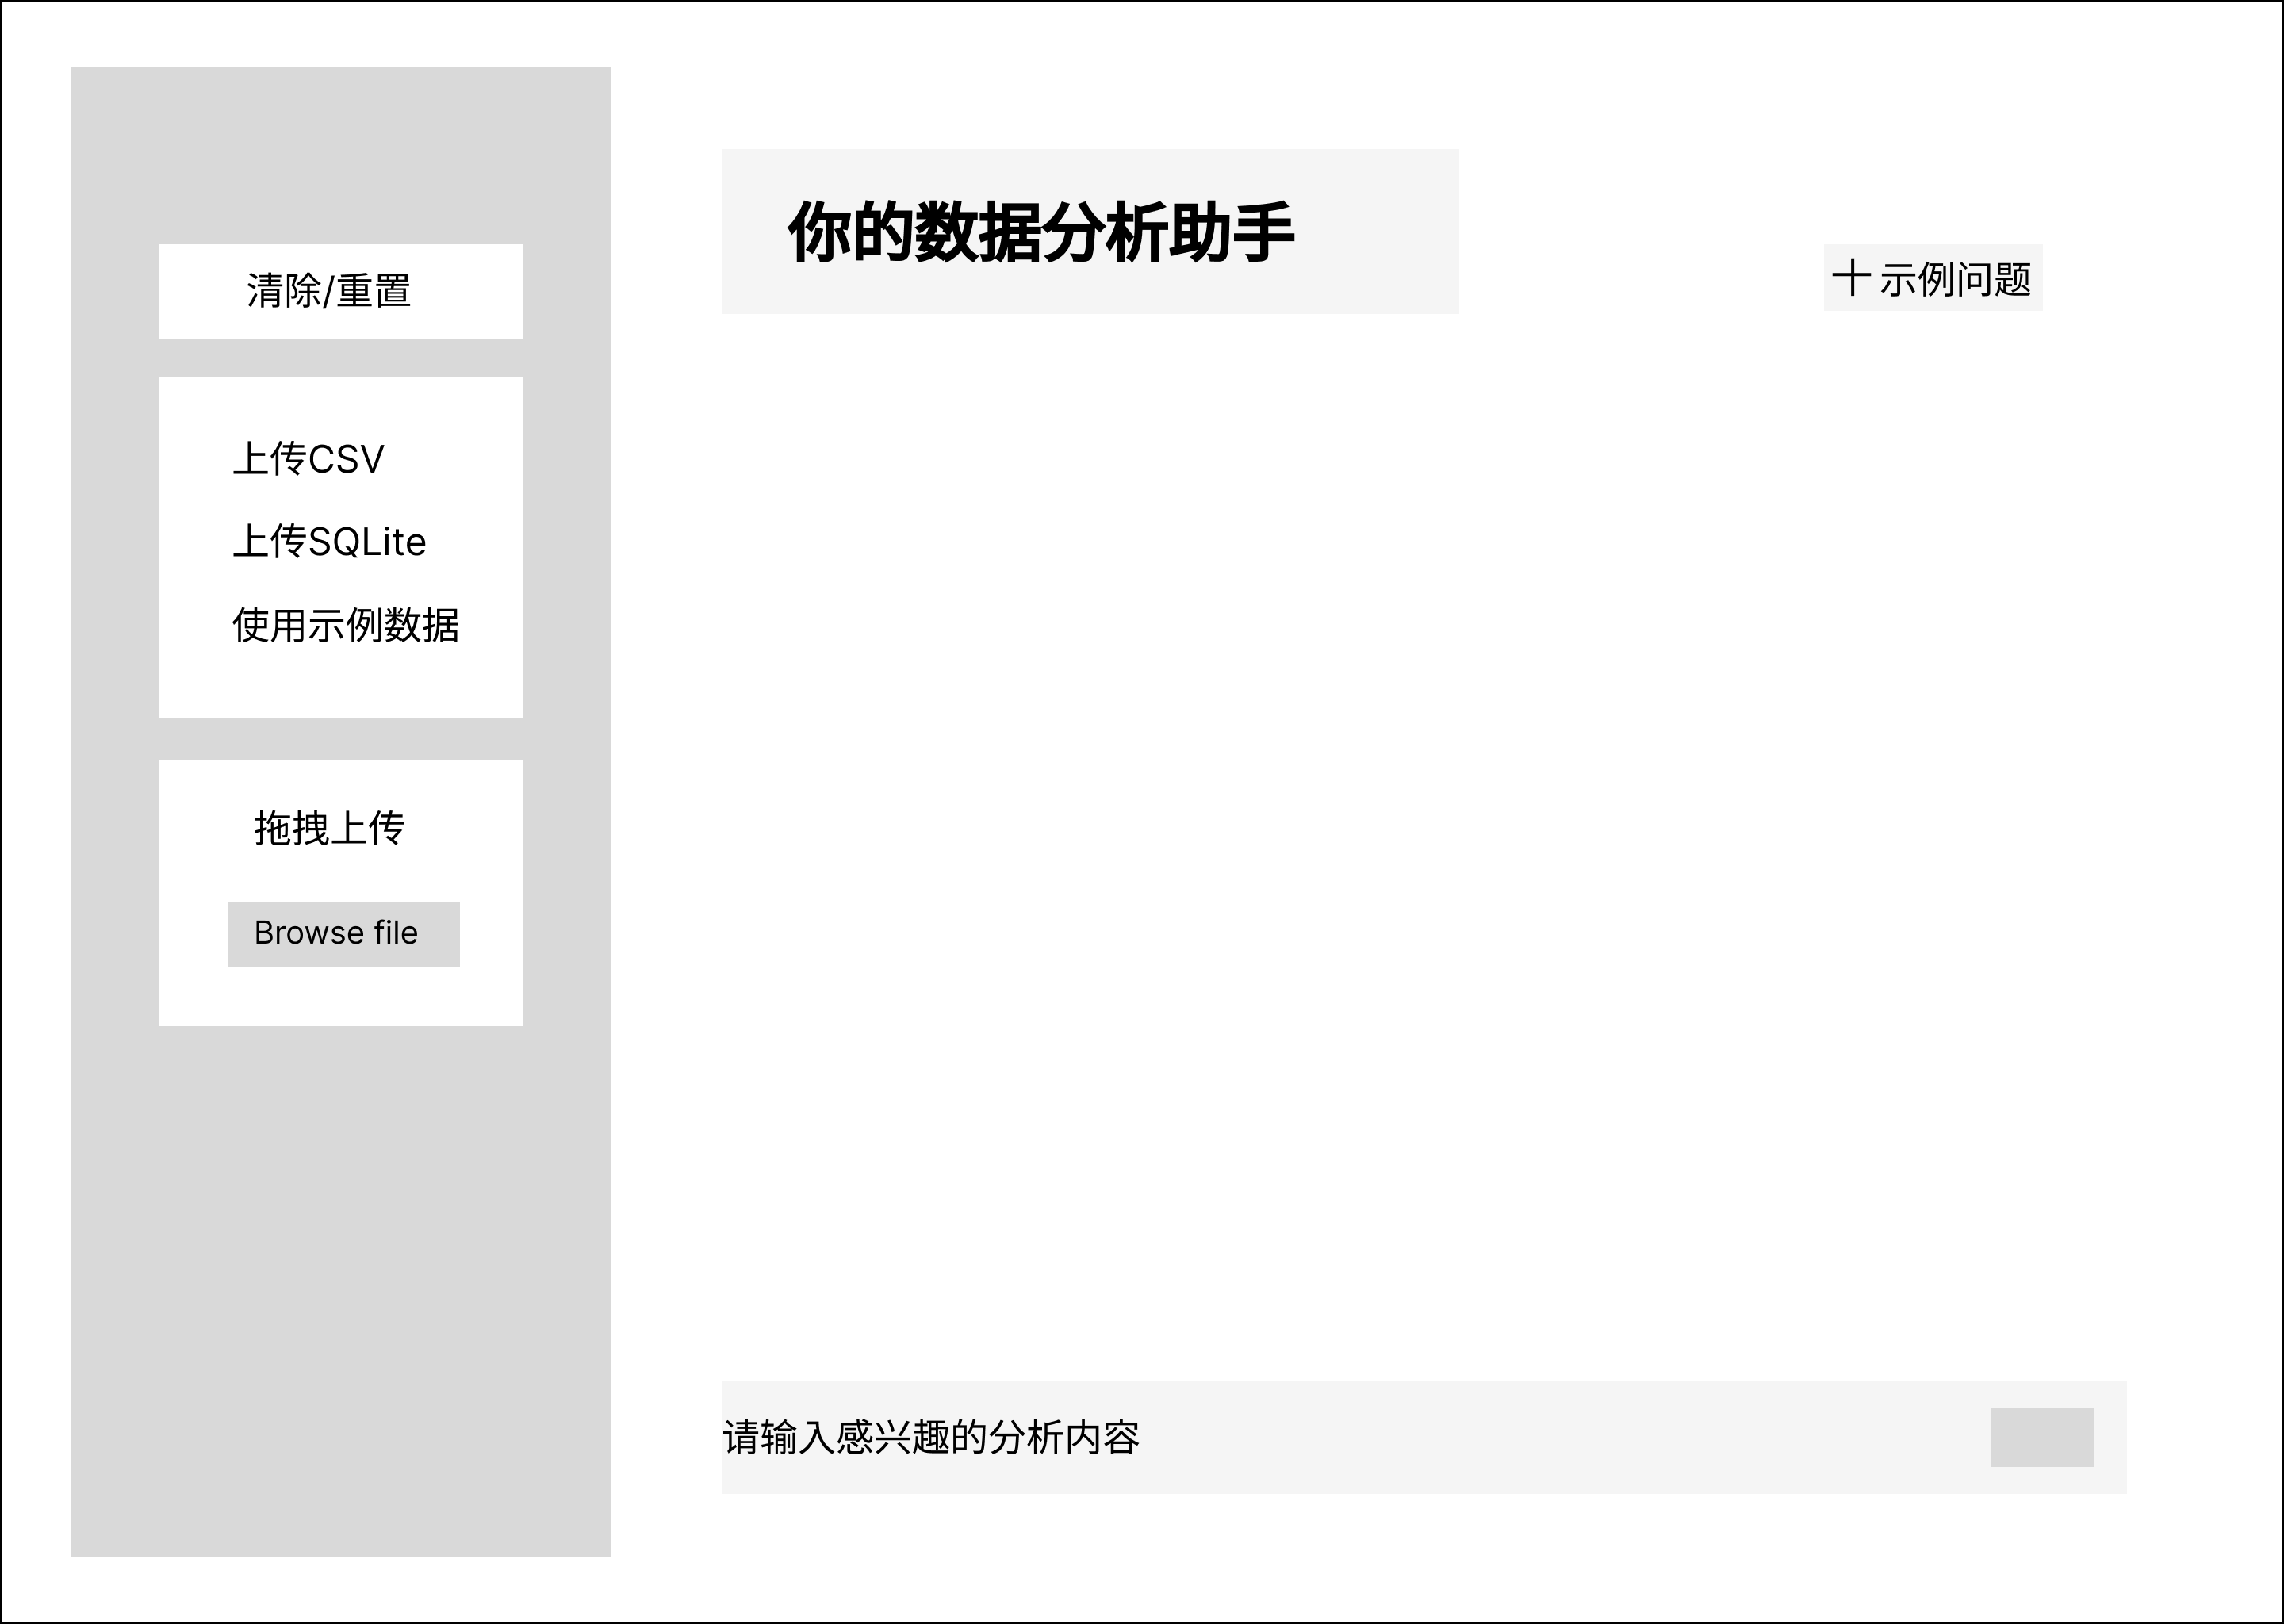 清除/重置
上传CSV
上传SQLite
使用示例数据
拖拽上传
Browse file
你的数据分析助手
十 示例问题
请输入感兴趣的分析内容